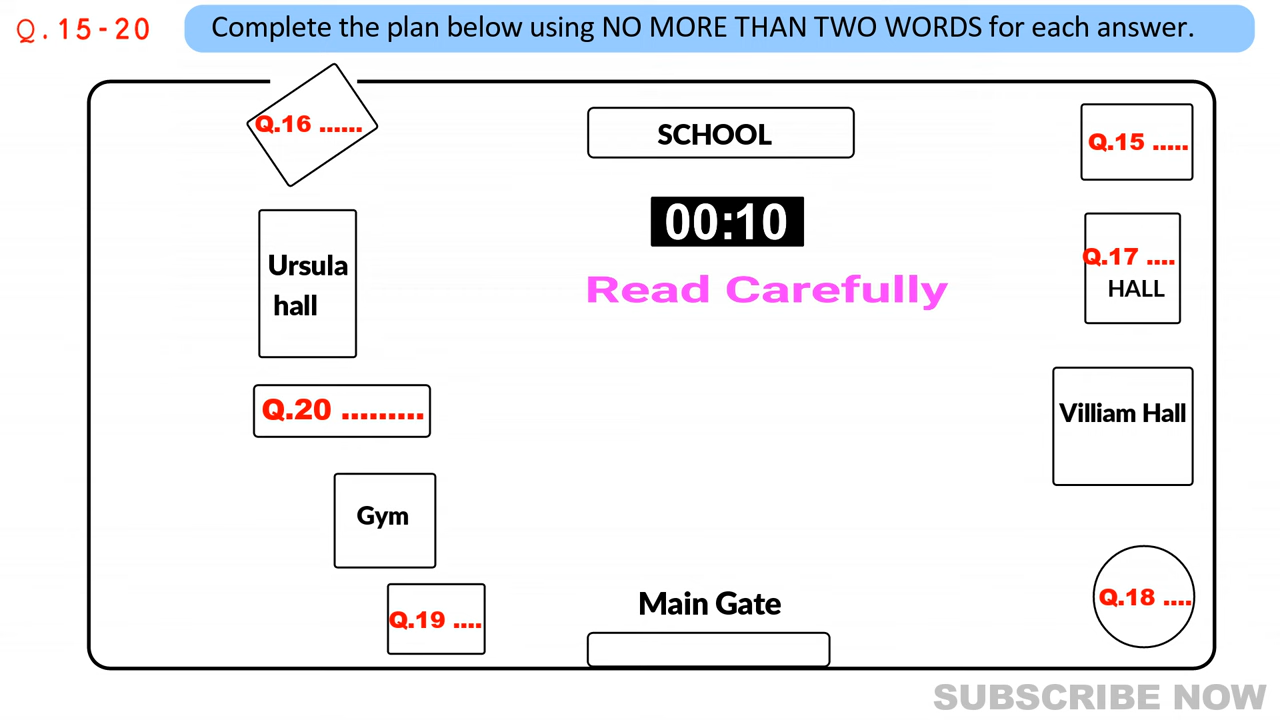 Q.15-20
Complete the plan below using NO MORE THAN TWO WORDS for each answer.
Q.16 ......
SCHOOL
Q.15 .....
00:10
Q.17 ....
HALL
Ursula
hall
Read Carefully
Q.20 .........
Villiam Hall
Gym
Q.19 ....
Main Gate
Q.18 ....
SUBSCRIBE NOW